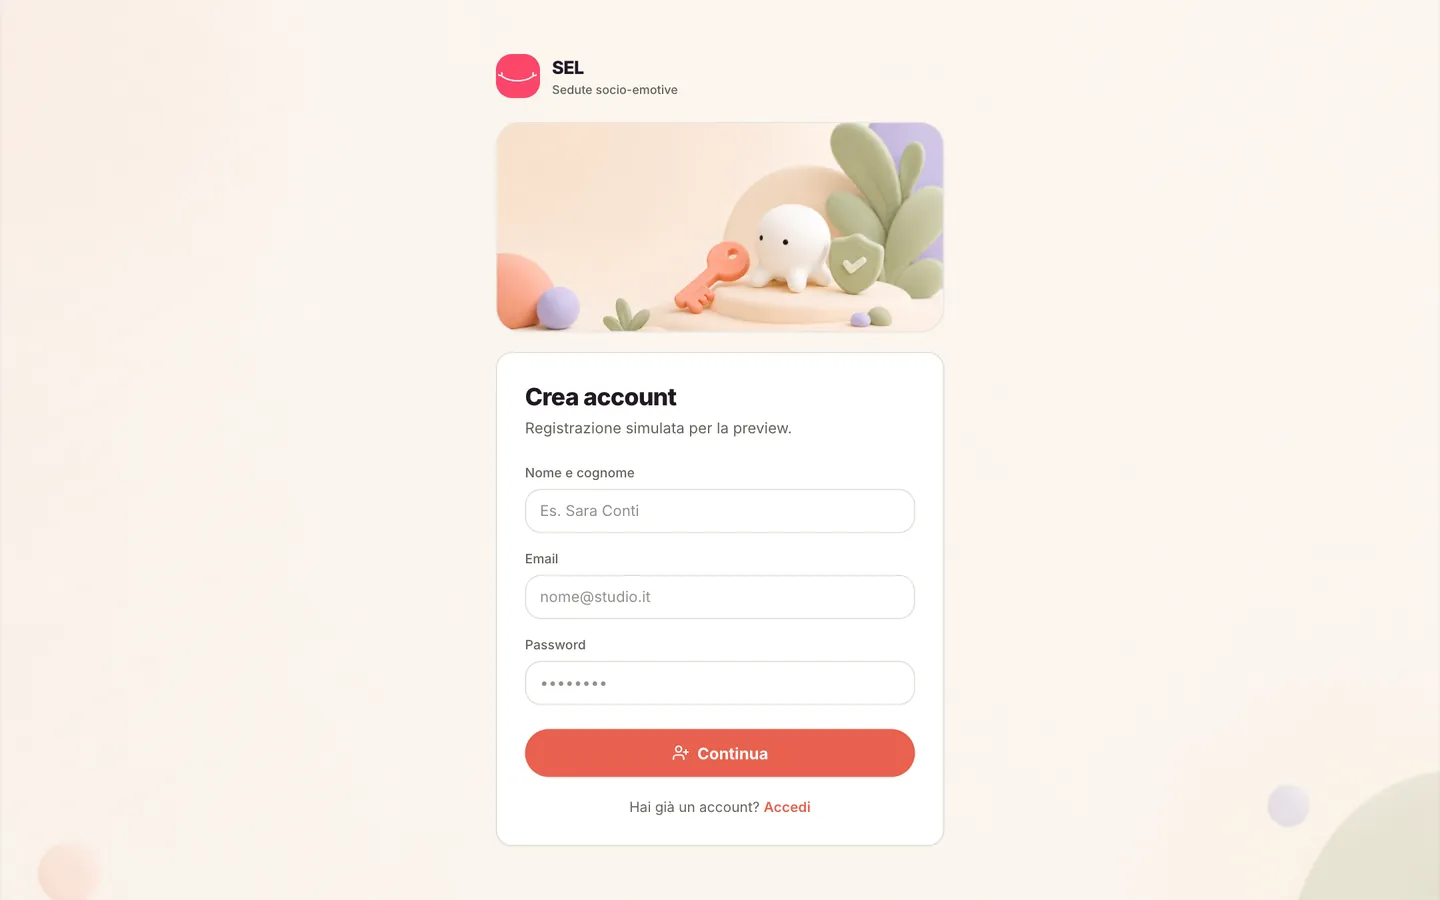 SEL
Sedute socio-emotive
Crea account
Registrazione simulata per la preview.
Nome e cognome
Es. Sara Conti
Email
nome@studio.it
Password
••••••••
Continua
Hai già un account? Accedi